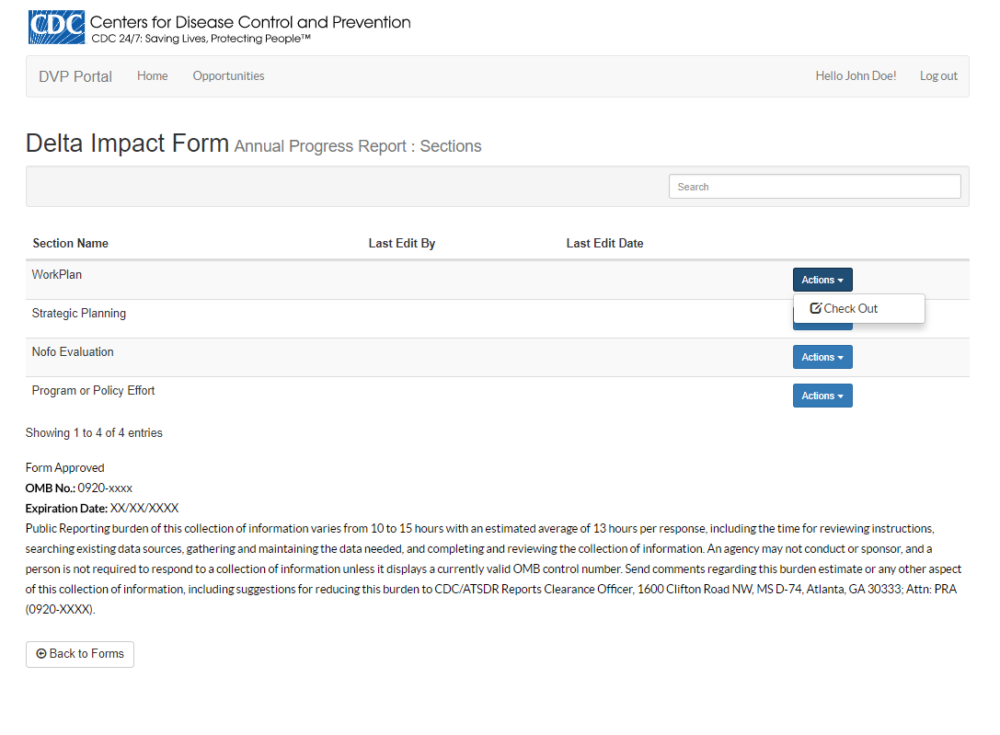 CDC Centers for Disease Control and Prevention
CDC 24/7: Saving Lives, Protecting People™
DVP Portal Home Opportunities Hello John Doe! Log out
Delta Impact Form Annual Progress Report : Sections
Search
Section Name Last Edit By Last Edit Date
WorkPlan Actions
Check Out
Strategic Planning
Nofo Evaluation Actions
Program or Policy Effort Actions
Showing 1 to 4 of 4 entries
Form Approved
OMB No.: 0920-xxxx
Expiration Date: XX/XX/XXXX
Public Reporting burden of this collection of information varies from 10 to 15 hours with an estimated average of 13 hours per response, including the time for reviewing instructions,
searching existing data sources, gathering and maintaining the data needed, and completing and reviewing the collection of information. An agency may not conduct or sponsor, and a
person is not required to respond to a collection of information unless it displays a currently valid OMB control number. Send comments regarding this burden estimate or any other aspect
of this collection of information, including suggestions for reducing this burden to CDC/ATSDR Reports Clearance Officer, 1600 Clifton Road NW, MS D-74, Atlanta, GA 30333; Attn: PRA
(0920-XXXX).
Back to Forms